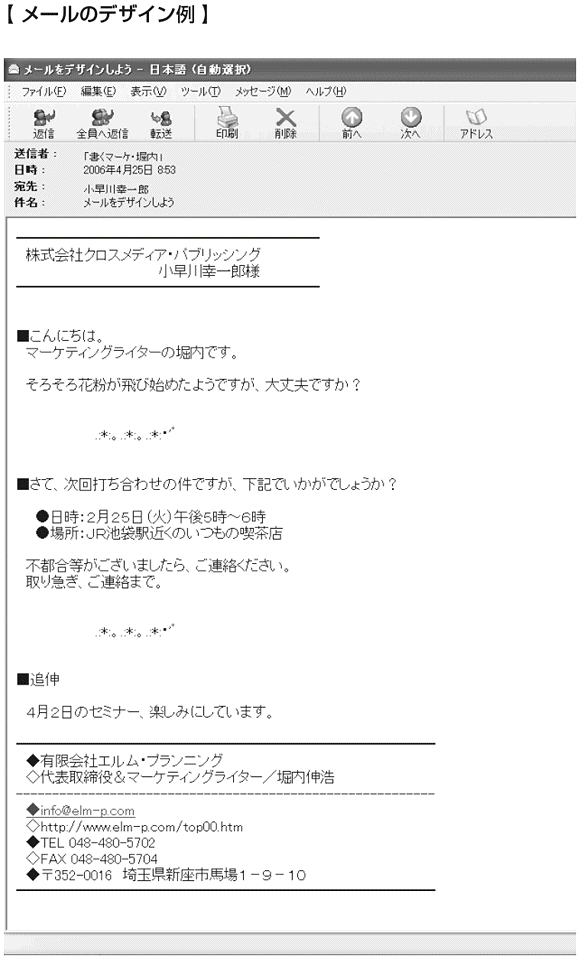 【 メールのデザイン例 】
メールをデザインしよう - 日本語 (自動選択)
ファイル(F) 編集(E) 表示(V) ツール(T) メッセージ(M) ヘルプ(H)
返信 全員へ返信 転送 印刷 削除 前へ 次へ アドレス
送信者： 「書くマーケ・堀内」
日時： 2006年4月25日 8:53
宛先： 小早川幸一郎
件名： メールをデザインしよう
株式会社クロスメディア・パブリッシング
小早川幸一郎様
■こんにちは。
マーケティングライターの堀内です。
そろそろ花粉が飛び始めたようですが、大丈夫ですか？
.:*:。.:*:。.:*:・'ﾟ
■さて、次回打ち合わせの件ですが、下記でいかがでしょうか？
●日時：２月２５日（火）午後５時～６時
●場所：ＪＲ池袋駅近くのいつもの喫茶店
不都合等がございましたら、ご連絡ください。
取り急ぎ、ご連絡まで。
.:*:。.:*:。.:*:・'ﾟ
■追伸
４月２日のセミナー、楽しみにしています。
◆有限会社エルム・プランニング
◇代表取締役＆マーケティングライター／堀内伸浩
◆info@elm-p.com
◇http://www.elm-p.com/top00.htm
◆TEL 048-480-5702
◇FAX 048-480-5704
◆〒352-0016 埼玉県新座市馬場１－９－１０